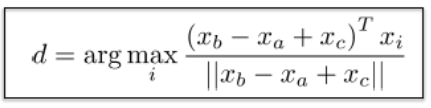 d = arg max_i (x_b − x_a + x_c)^T x_i / ||x_b − x_a + x_c||